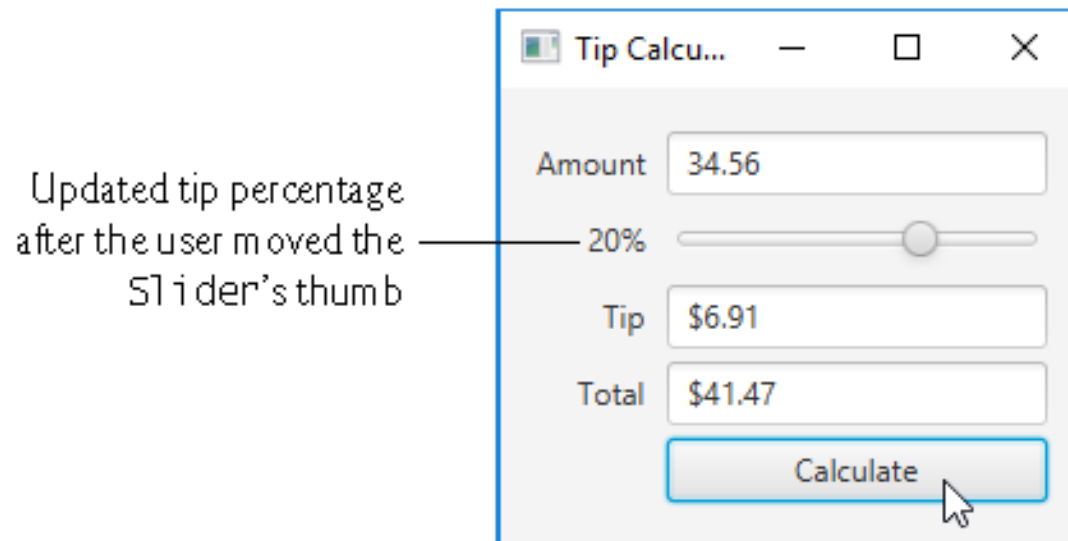 Tip Calcu...
Amount 34.56
Updated tip percentage
after the user moved the
Slider's thumb
20%
Tip $6.91
Total $41.47
Calculate